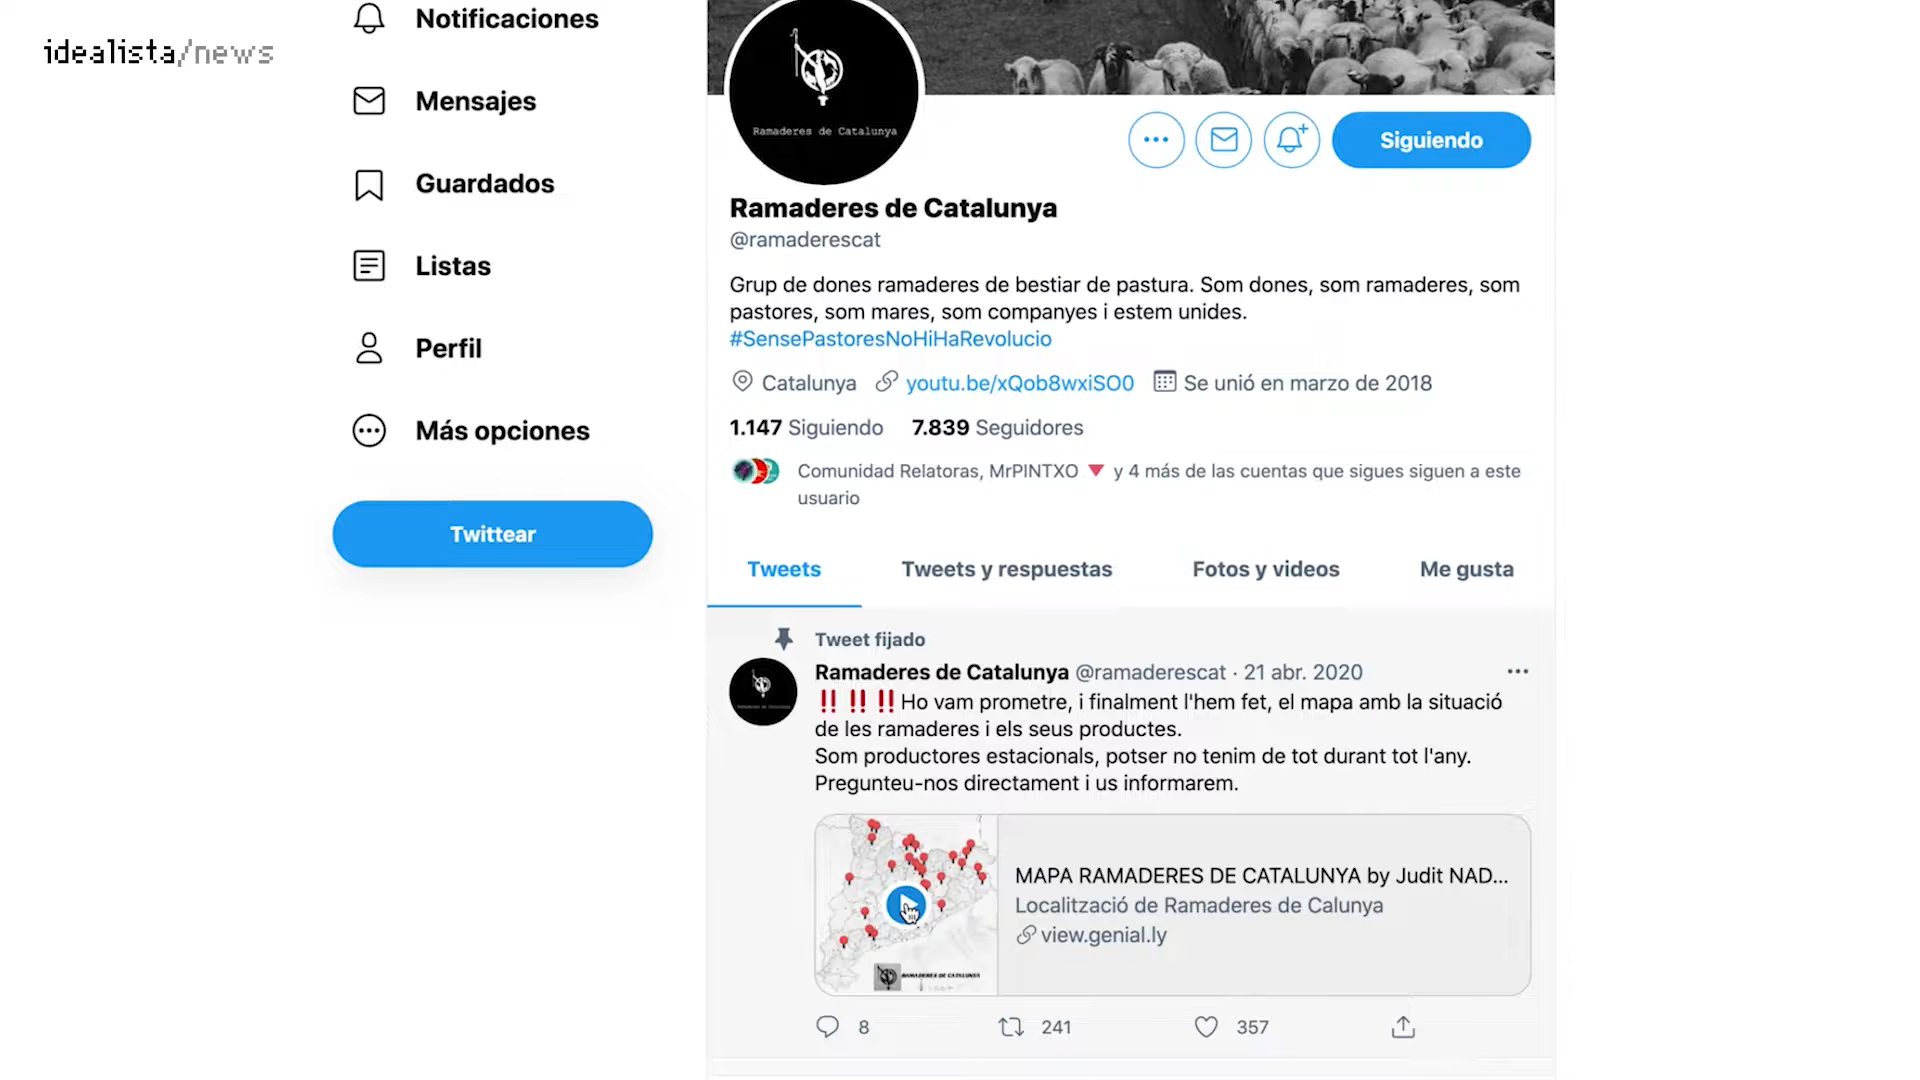 idealista/news
Notificaciones
Mensajes
Guardados
Listas
Perfil
Más opciones
Twittear
Ramaderes de Catalunya
Siguiendo
Ramaderes de Catalunya
@ramaderescat
Grup de dones ramaderes de bestiar de pastura. Som dones, som ramaderes, som
pastores, som mares, som companyes i estem unides.
#SensePastoresNoHiHaRevolucio
Catalunya youtu.be/xQob8wxiSO0 Se unió en marzo de 2018
1.147 Siguiendo 7.839 Seguidores
Comunidad Relatoras, MrPINTXO 🔻 y 4 más de las cuentas que sigues siguen a este
usuario
Tweets Tweets y respuestas Fotos y videos Me gusta
Tweet fijado
Ramaderes de Catalunya @ramaderescat · 21 abr. 2020
‼️ ‼️ ‼️Ho vam prometre, i finalment l'hem fet, el mapa amb la situació
de les ramaderes i els seus productes.
Som productores estacionals, potser no tenim de tot durant tot l'any.
Pregunteu-nos directament i us informarem.
MAPA RAMADERES DE CATALUNYA by Judit NAD...
Localització de Ramaderes de Calunya
view.genial.ly
RAMADERES DE CATALUNYA
8 241 357